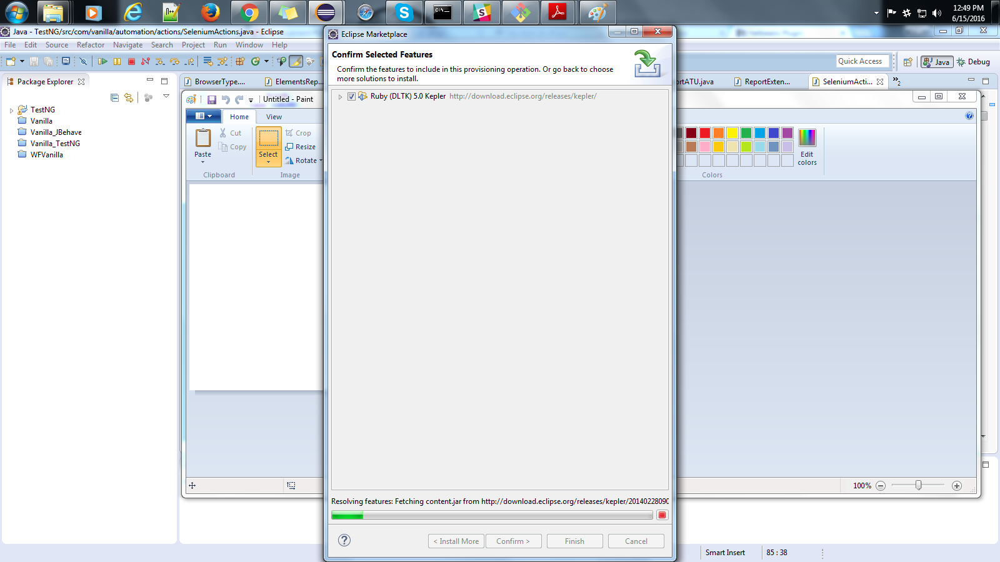 12:49 PM
6/15/2016
Java - TestNG/src/com/vanilla/automation/actions/SeleniumActions.java - Eclipse
File Edit Source Refactor Navigate Search Project Run Window Help
Quick Access
Java
Debug
Package Explorer
TestNG
Vanilla
Vanilla_JBehave
Vanilla_TestNG
WFVanilla
BrowserType....
ElementsRep...
ortATU.java
ReportExten...
SeleniumActi...
2
Untitled - Paint
Home
View
Paste
Cut
Copy
Clipboard
Select
Crop
Resize
Rotate
Image
Edit
colors
Colors
100%
Eclipse Marketplace
Confirm Selected Features
Confirm the features to include in this provisioning operation. Or go back to choose
more solutions to install.
Ruby (DLTK) 5.0 Kepler http://download.eclipse.org/releases/kepler/
Resolving features: Fetching content.jar from http://download.eclipse.org/releases/kepler/20140228090
< Install More
Confirm >
Finish
Cancel
Smart Insert
85 : 38